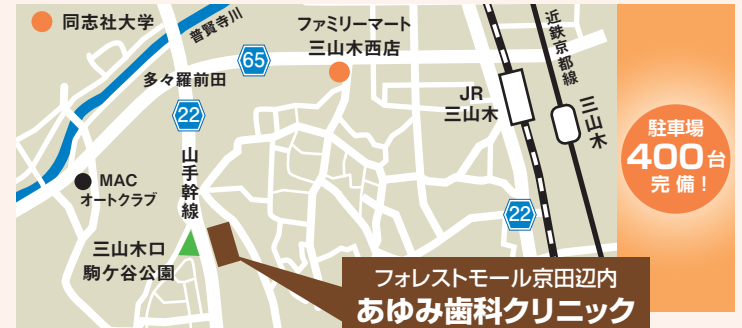 同志社大学
普賢寺川
ファミリーマート
三山木西店
近鉄京都線
65
多々羅前田
JR
三山木
三山木
22
駐車場
400台
完備！
山手幹線
MAC
オートクラブ
22
三山木口
駒ケ谷公園
フォレストモール京田辺内
あゆみ歯科クリニック